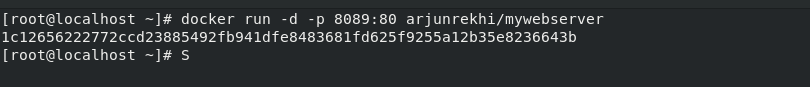 [root@localhost ~]# docker run -d -p 8089:80 arjunrekhi/mywebserver
1c12656222772ccd23885492fb941dfe8483681fd625f9255a12b35e8236643b
[root@localhost ~]# S